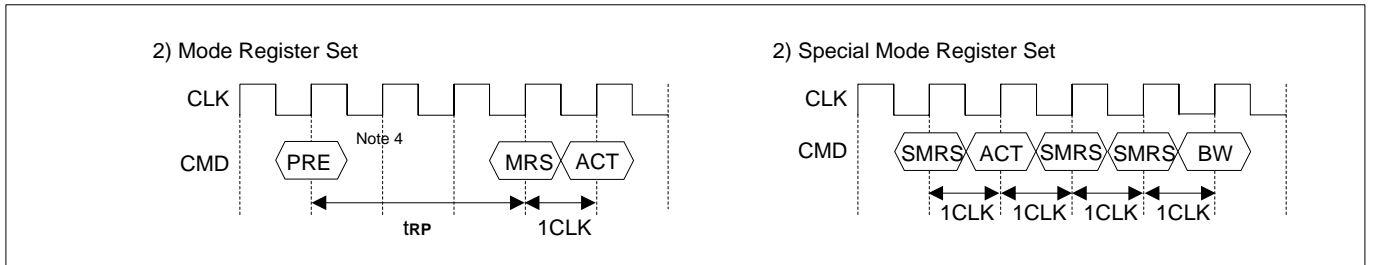 2) Mode Register Set
CLK
Note 4
CMD
PRE
MRS
ACT
tRP
1CLK
2) Special Mode Register Set
CLK
CMD
SMRS
ACT
SMRS
SMRS
BW
1CLK
1CLK
1CLK
1CLK